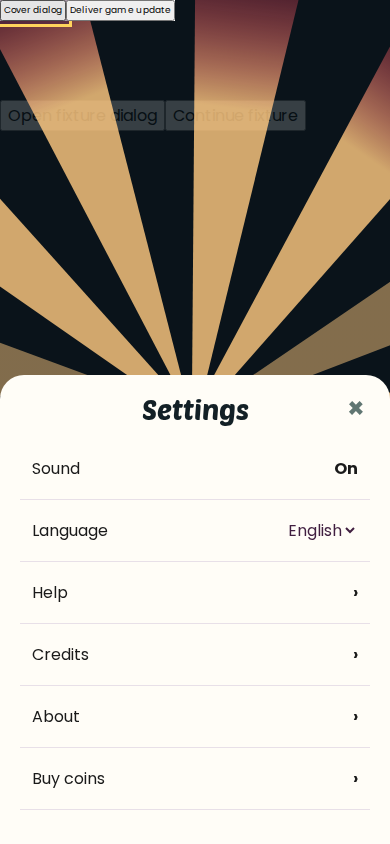 Cover dialog Deliver game update
Open fixture dialog Continue fixture
Settings ✖
Sound On
Language English
Help ›
Credits ›
About ›
Buy coins ›